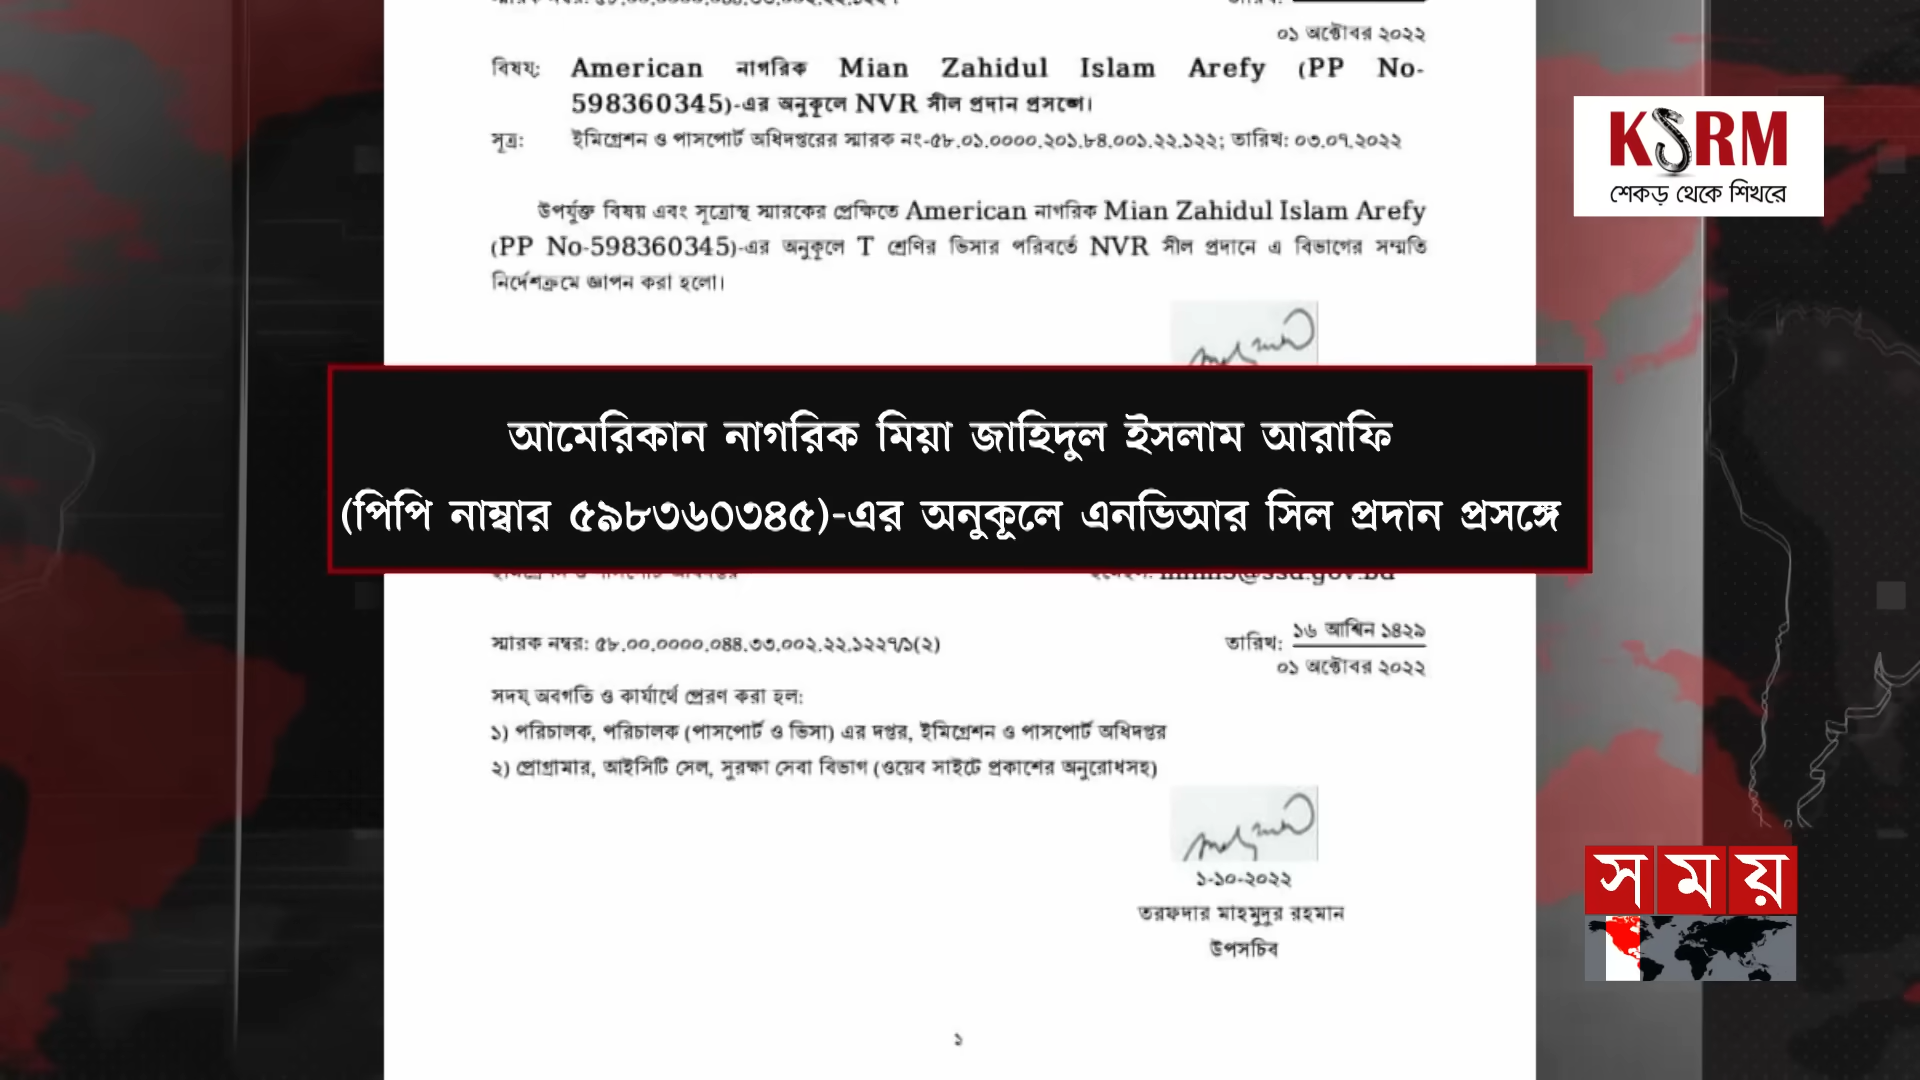 ০১ অক্টোবর ২০২২
বিষয়: American নাগরিক Mian Zahidul Islam Arefy (PP No-
598360345)-এর অনুকূলে NVR সীল প্রদান প্রসঙ্গে।
সূত্র: ইমিগ্রেশন ও পাসপোর্ট অধিদপ্তরের স্মারক নং-৫৮.০১.০০০০.২০১.৮৪.০০১.২২.১২২; তারিখ: ০৩.০৭.২০২২
KSRM
শেকড় থেকে শিখরে
উপর্যুক্ত বিষয় এবং সূত্রোস্থ স্মারকের প্রেক্ষিতে American নাগরিক Mian Zahidul Islam Arefy
(PP No-598360345)-এর অনুকূলে T শ্রেণির ভিসার পরিবর্তে NVR সীল প্রদানে এ বিভাগের সম্মতি
নির্দেশক্রমে জ্ঞাপন করা হলো।
আমেরিকান নাগরিক মিয়া জাহিদুল ইসলাম আরাফি
(পিপি নাম্বার ৫৯৮৩৬০৩৪৫)-এর অনুকূলে এনভিআর সিল প্রদান প্রসঙ্গে
স্মারক নম্বর: ৫৮.০০.০০০০.০৪৪.৩৩.০০২.২২.১২২৭/১(২)
তারিখ: ১৬ আশ্বিন ১৪২৯
০১ অক্টোবর ২০২২
সদয় অবগতি ও কার্যার্থে প্রেরণ করা হল:
১) পরিচালক, পরিচালক (পাসপোর্ট ও ভিসা) এর দপ্তর, ইমিগ্রেশন ও পাসপোর্ট অধিদপ্তর
২) প্রোগ্রামার, আইসিটি সেল, সুরক্ষা সেবা বিভাগ (ওয়েব সাইটে প্রকাশের অনুরোধসহ)
১-১০-২০২২
তরফদার মাহমুদুর রহমান
উপসচিব
সময়
১